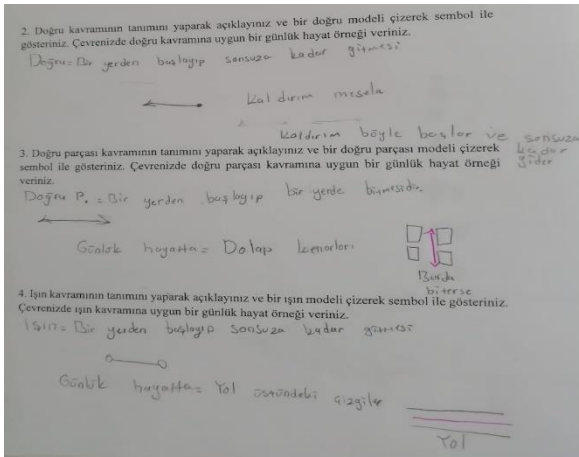 2. Doğru kavramının tanımını yaparak açıklayınız ve bir doğru modeli çizerek sembol ile
gösteriniz. Çevrenizde doğru kavramına uygun bir günlük hayat örneği veriniz.
Doğru= Bir yerden başlayıp sonsuza kadar gitmesi
Kaldırım mesela
Kaldırım böyle başlar ve sonsuza
kadar
gider
3. Doğru parçası kavramının tanımını yaparak açıklayınız ve bir doğru parçası modeli çizerek
sembol ile gösteriniz. Çevrenizde doğru parçası kavramına uygun bir günlük hayat örneği
veriniz.
Doğru P. = Bir yerden başlayıp bir yerde bitmesidir.
Günlük hayatta= Dolap kenarları
Burda
biterse
4. Işın kavramının tanımını yaparak açıklayınız ve bir ışın modeli çizerek sembol ile gösteriniz.
Çevrenizde ışın kavramına uygun bir günlük hayat örneği veriniz.
Işın= Bir yerden başlayıp sonsuza kadar gitmesi
Günlük hayatta= Yol üstündeki çizgiler
Yol